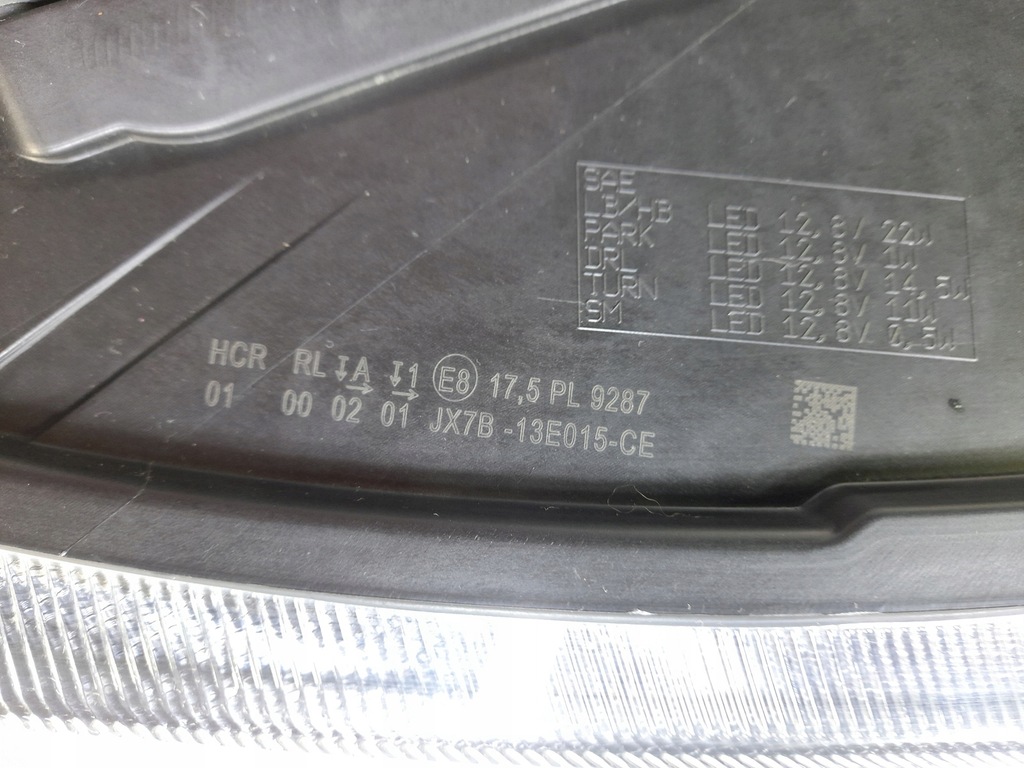 SAE
LB/HB LED 12,8V 22W
PARK LED 12,8V 1W
DRL LED 12,8V 14,5W
TURN LED 12,8V 11W
SM LED 12,8V 0,5W
HCR RL A 1 E8 17,5 PL 9287
01 00 02 01 JX7B -13E015-CE